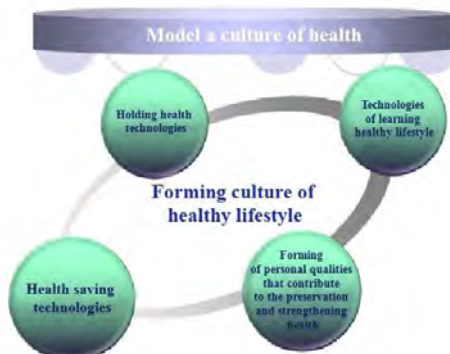 Model a culture of health
Holding health
technologies
Technologies
of learning
healthy lifestyle
Forming culture of
healthy lifestyle
Health saving
technologies
Forming
of personal qualities
that contribute
to the preservation
and strengthening
health